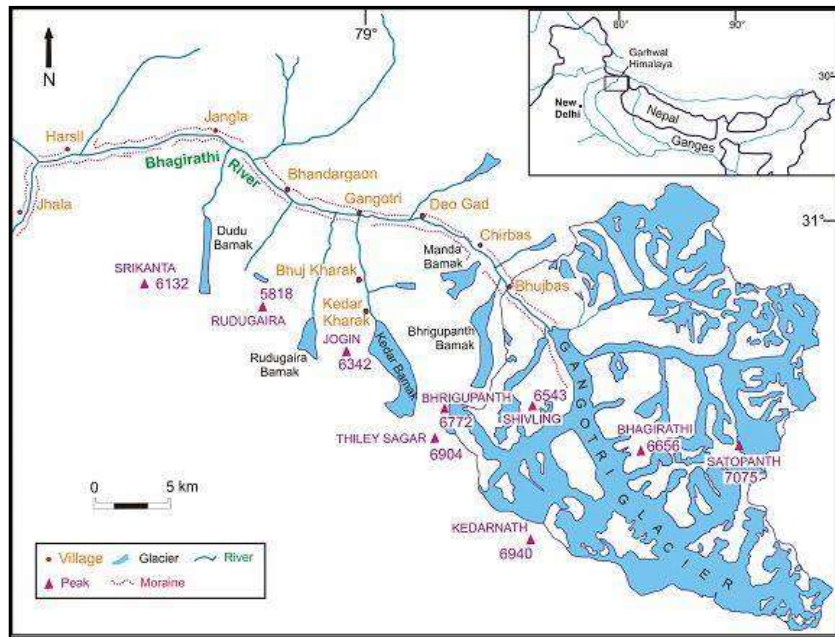 79°
80°
90°
N
Garhwal
Himalaya
30°
New
Delhi
Nepal
Ganges
Jangla
Harsil
Bhagirathi
River
Bhandargaon
Gangotri
Deo Gad
31°
Jhala
Dudu
Bamak
Chirbas
Manda
Bamak
SRIKANTA
6132
5818
RUDUGAIRA
Bhuj Kharak
Bhujbas
Kedar
Kharak
Bhrigupanth
Bamak
Rudugaira
Bamak
JOGIN
6342
Kedar Bamak
GANGOTRI GLACIER
BHRIGUPANTH
6772
6543
SHIVLING
THILEY SAGAR
6904
BHAGIRATHI
6656
SATOPANTH
7075
0 5 km
KEDARNATH
6940
Village Glacier River
Peak Moraine